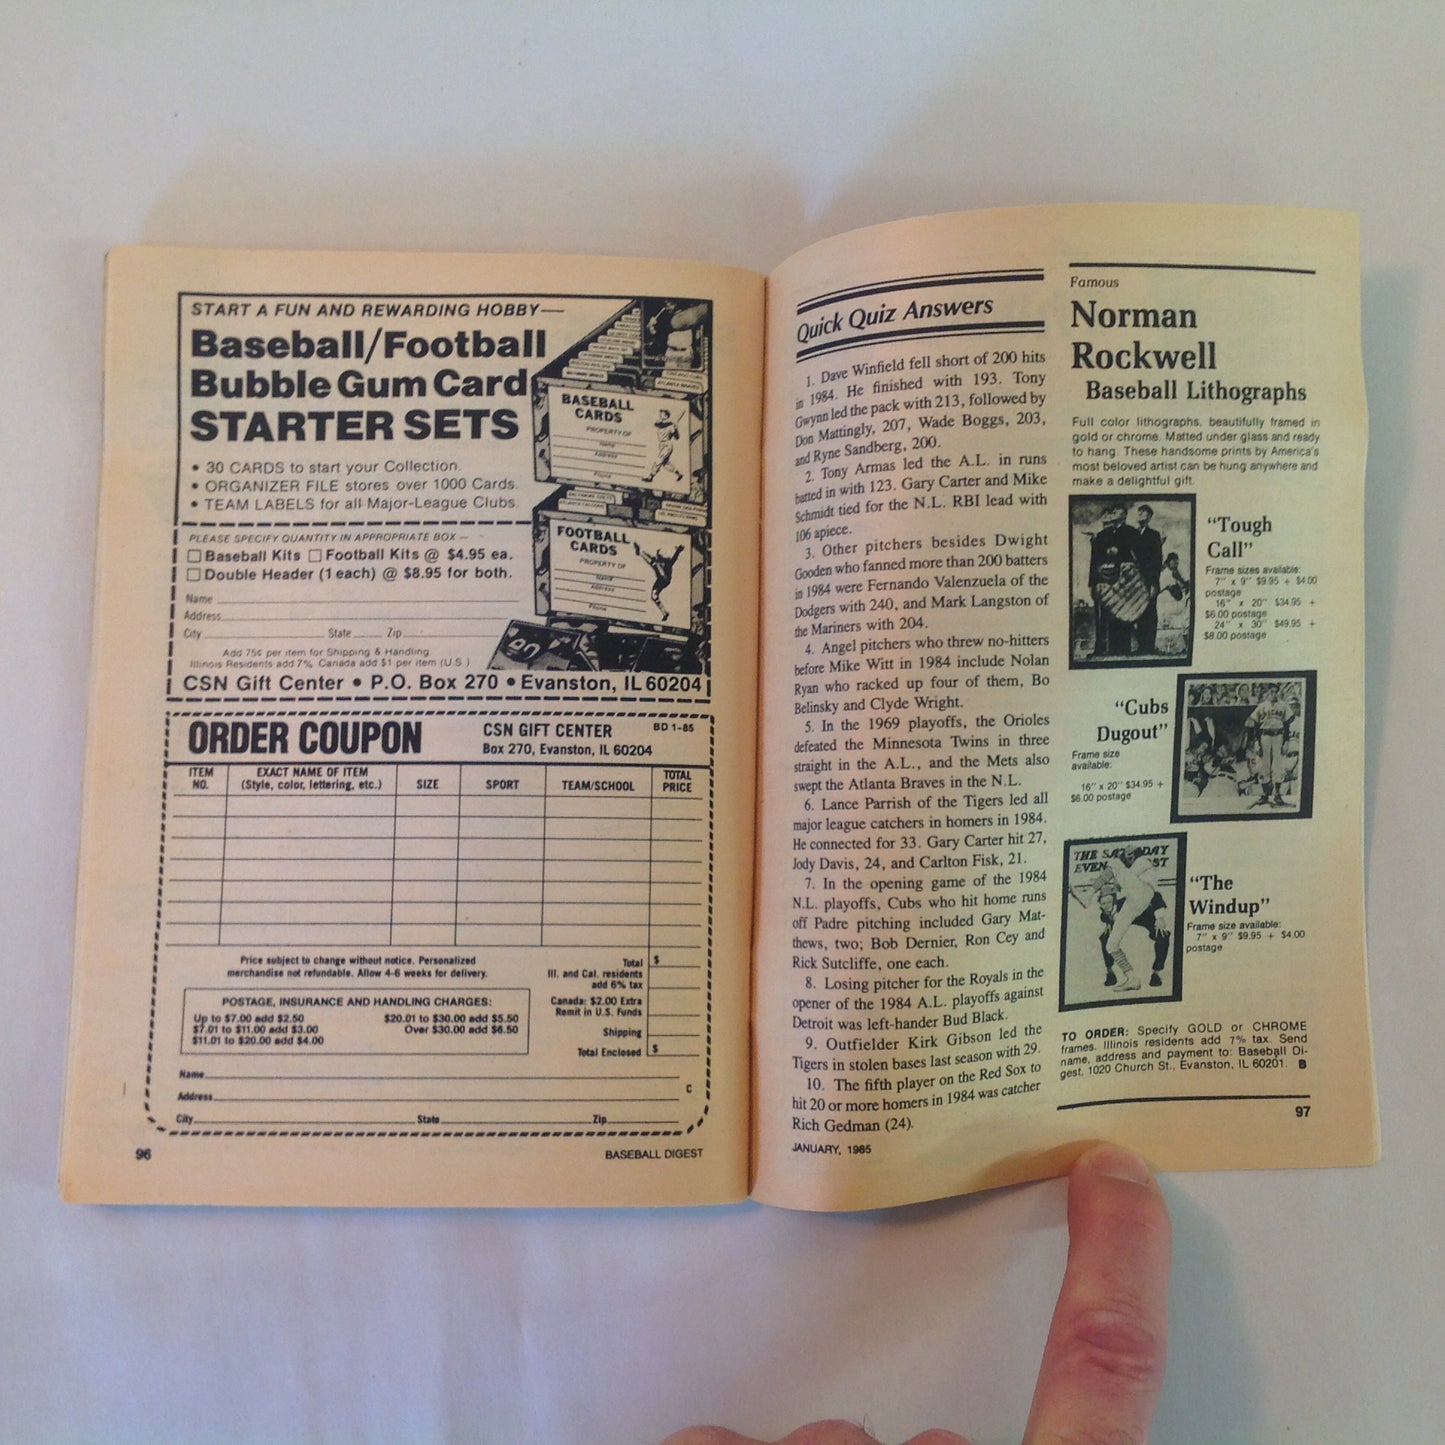 START A FUN AND REWARDING HOBBY—
Baseball/Football
Bubble Gum Card
STARTER SETS
• 30 CARDS to start your Collection.
• ORGANIZER FILE stores over 1000 Cards.
• TEAM LABELS for all Major-League Clubs.
BASEBALL
CARDS
PROPERTY OF
Name
Address
Phone
FOOTBALL
CARDS
PROPERTY OF
Name
Address
Phone
PLEASE SPECIFY QUANTITY IN APPROPRIATE BOX—
Baseball Kits Football Kits @ $4.95 ea.
Double Header (1 each) @ $8.95 for both.
Name
Address
City State Zip
Add 75¢ per item for Shipping & Handling
Illinois Residents add 7% Canada add $1 per item (U.S.)
CSN Gift Center • P.O. Box 270 • Evanston, IL 60204
ORDER COUPON
CSN GIFT CENTER
Box 270, Evanston, IL 60204
BD 1-85
ITEM NO.
EXACT NAME OF ITEM
(Style, color, lettering, etc.)
SIZE
SPORT
TEAM/SCHOOL
TOTAL PRICE
Price subject to change without notice. Personalized
merchandise not refundable. Allow 4-6 weeks for delivery.
POSTAGE, INSURANCE AND HANDLING CHARGES:
Up to $7.00 add $2.50 $20.01 to $30.00 add $5.50
$7.01 to $11.00 add $3.00 Over $30.00 add $6.50
$11.01 to $20.00 add $4.00
Total $
Ill. and Cal. residents
add 6% tax
Canada: $2.00 Extra
Remit in U.S. Funds
Shipping
Total Enclosed $
Name
Address C
City State Zip
96 BASEBALL DIGEST
Quick Quiz Answers
1. Dave Winfield fell short of 200 hits
in 1984. He finished with 193. Tony
Gwynn led the pack with 213, followed by
Don Mattingly, 207, Wade Boggs, 203,
and Ryne Sandberg, 200.
2. Tony Armas led the A.L. in runs
batted in with 123. Gary Carter and Mike
Schmidt tied for the N.L. RBI lead with
106 apiece.
3. Other pitchers besides Dwight
Gooden who fanned more than 200 batters
in 1984 were Fernando Valenzuela of the
Dodgers with 240, and Mark Langston of
the Mariners with 204.
4. Angel pitchers who threw no-hitters
before Mike Witt in 1984 include Nolan
Ryan who racked up four of them, Bo
Belinsky and Clyde Wright.
5. In the 1969 playoffs, the Orioles
defeated the Minnesota Twins in three
straight in the A.L., and the Mets also
swept the Atlanta Braves in the N.L.
6. Lance Parrish of the Tigers led all
major league catchers in homers in 1984.
He connected for 33. Gary Carter hit 27,
Jody Davis, 24, and Carlton Fisk, 21.
7. In the opening game of the 1984
N.L. playoffs, Cubs who hit home runs
off Padre pitching included Gary Mat-
thews, two; Bob Dernier, Ron Cey and
Rick Sutcliffe, one each.
8. Losing pitcher for the Royals in the
opener of the 1984 A.L. playoffs against
Detroit was left-hander Bud Black.
9. Outfielder Kirk Gibson led the
Tigers in stolen bases last season with 29.
10. The fifth player on the Red Sox to
hit 20 or more homers in 1984 was catcher
Rich Gedman (24).
JANUARY, 1985
Famous
Norman
Rockwell
Baseball Lithographs
Full color lithographs, beautifully framed in
gold or chrome. Matted under glass and ready
to hang. These handsome prints by America's
most beloved artist can be hung anywhere and
make a delightful gift.
"Tough
Call"
Frame sizes available:
7" x 9" $9.95 + $4.00
postage
16" x 20" $34.95 +
$6.00 postage
24" x 30" $49.95 +
$8.00 postage
"Cubs
Dugout"
Frame size
available:
16" x 20" $34.95 +
$6.00 postage
"The
Windup"
Frame size available:
7" x 9" $9.95 + $4.00
postage
TO ORDER: Specify GOLD or CHROME
frames. Illinois residents add 7% tax. Send
name, address and payment to: Baseball Di-
gest, 1020 Church St., Evanston, IL 60201. B
97